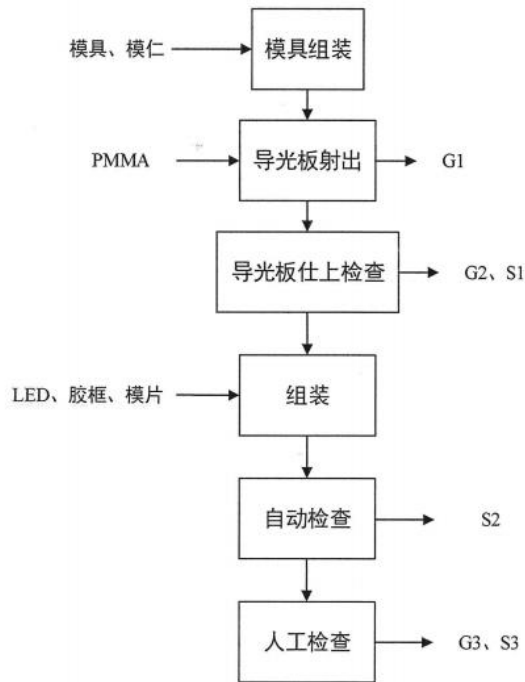 模具、模仁
模具组装
PMMA
导光板射出
G1
导光板仕上检查
G2、S1
LED、胶框、模片
组装
自动检查
S2
人工检查
G3、S3